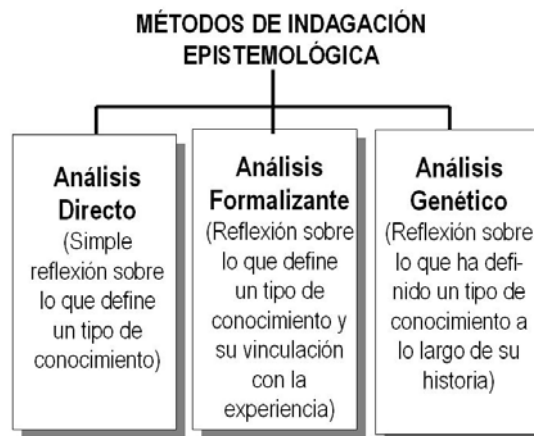 MÉTODOS DE INDAGACIÓN
EPISTEMOLÓGICA
Análisis
Directo
(Simple
reflexión sobre
lo que define
un tipo de
conocimiento)
Análisis
Formalizante
(Reflexión sobre
lo que define
un tipo de
conocimiento y
su vinculación
con la
experiencia)
Análisis
Genético
(Reflexión sobre
lo que ha defi-
nido un tipo de
conocimiento a
lo largo de su
historia)